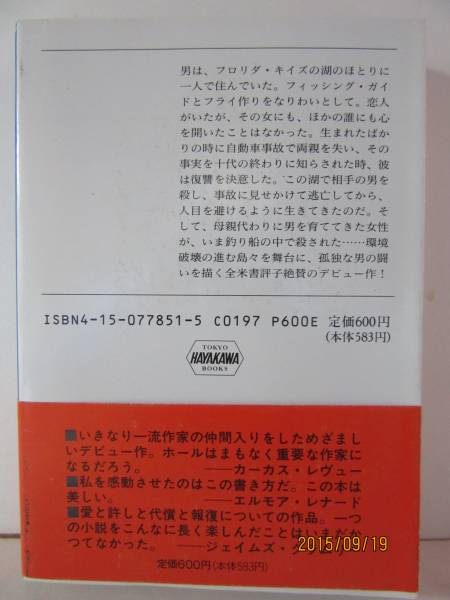 男は、フロリダ・キイズの湖のほとりに
一人で住んでいた。フィッシング・ガイ
ドとフライ作りをなりわいとして。恋人
がいたが、その女にも、ほかの誰にも心
を開いたことはなかった。生まれたばか
りの時に自動車事故で両親を失い、その
事実を十代の終わりに知らされた時、彼
は復讐を決意した。この湖で相手の男を
殺し、事故に見せかけて逃亡してから、
人目を避けるように生きてきたのだ。そ
して、母親代わりに男を育ててきた女性
が、いま釣り船の中で殺された……環境
破壊の進む島々を舞台に、孤独な男の闘
いを描く全米書評子絶賛のデビュー作！
ISBN4-15-077851-5 C0197 P600E 定価600円
(本体583円)
TOKYO
HAYAKAWA
BOOKS
■いきなり一流作家の仲間入りをしためざまし
いデビュー作。ホールはまもなく重要な作家に
なるだろう。 ――カーカス・レヴュー
■私を感動させたのはこの書き方だ。この本は
美しい。 ――エルモア・レナード
■愛と許しと代償と報復についての作品。一つ
の小説をこんなに長く楽しんだことはいまだか
つてなかった。 ――ジェイムズ・
2015/09/19
定価600円(本体583円)